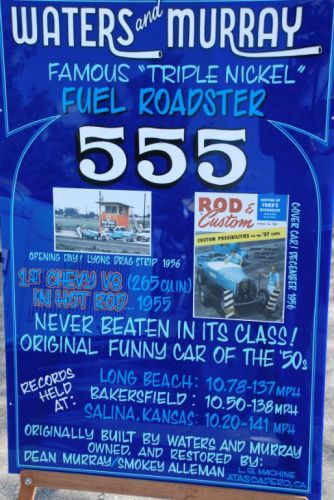 WATERS and MURRAY
FAMOUS "TRIPLE NICKEL"
FUEL ROADSTER
555
ROD &
Custom
CUSTOM POSSIBILITIES for the '57 CARS
COVER CAR! DECEMBER 1956
OPENING DAY! LYONS DRAG STRIP 1956
1ST CHEVY V8 (265 CU IN)
IN HOT ROD... 1955
NEVER BEATEN IN ITS CLASS!
ORIGINAL FUNNY CAR OF THE '50s
RECORDS
HELD
AT:
LONG BEACH: 10.78-137 MPH
BAKERSFIELD: 10.50-138 MPH
SALINA, KANSAS: 10.20-141 MPH
ORIGINALLY BUILT BY WATERS AND MURRAY
OWNED, AND RESTORED BY:
DEAN MURRAY/SMOKEY ALLEMAN
L.G. MACHINE
ATASCADERO, CA